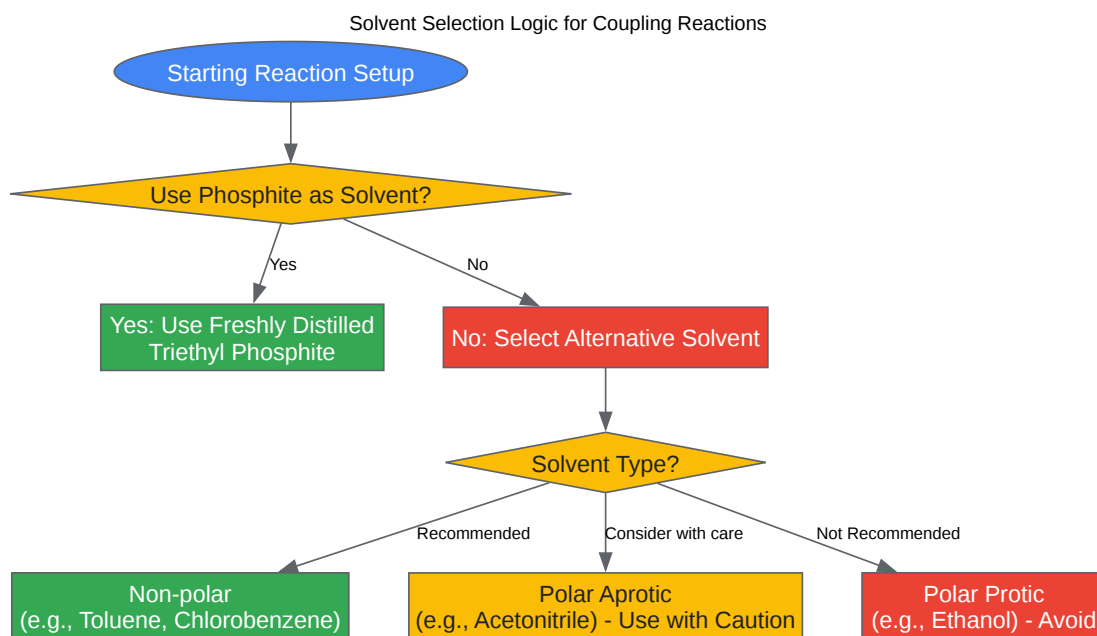 Solvent Selection Logic for Coupling Reactions
Starting Reaction Setup
Use Phosphite as Solvent?
Yes
No
Yes: Use Freshly Distilled
Triethyl Phosphite
No: Select Alternative Solvent
Solvent Type?
Recommended
Consider with care
Not Recommended
Non-polar
(e.g., Toluene, Chlorobenzene)
Polar Aprotic
(e.g., Acetonitrile) - Use with Caution
Polar Protic
(e.g., Ethanol) - Avoid